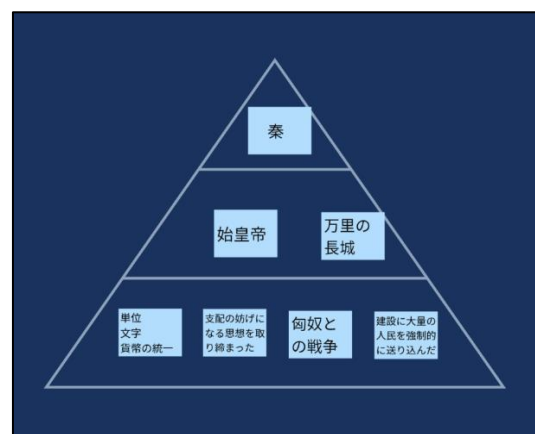 秦
始皇帝
万里の
長城
単位
文字
貨幣の統一
支配の妨げに
なる思想を取
り締まった
匈奴と
の戦争
建設に大量の
人民を強制的
に送り込んだ